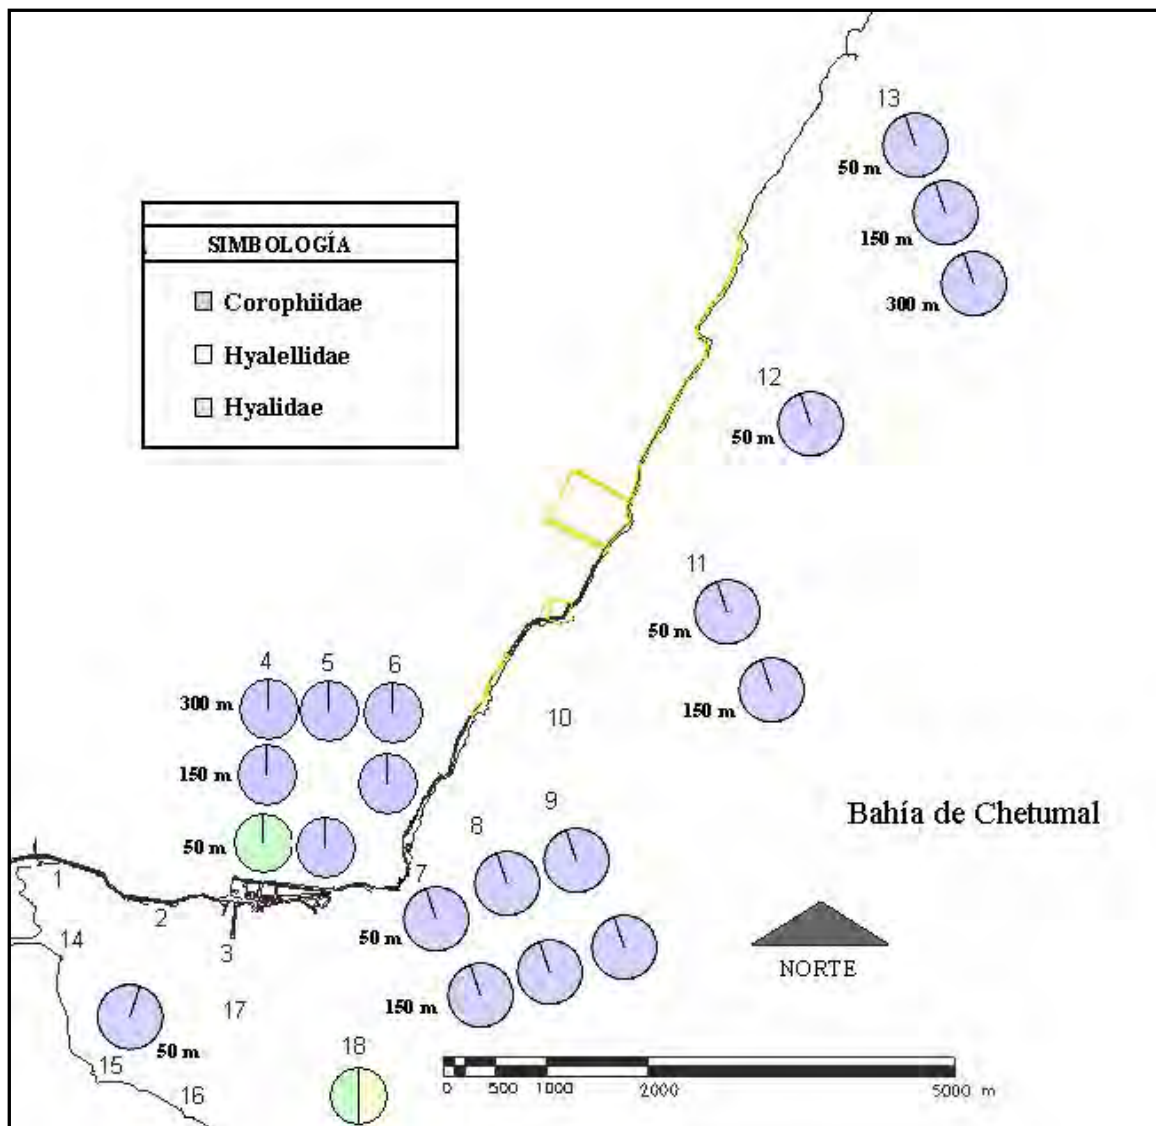 13
50 m
150 m
300 m
SIMBOLOGÍA
Corophiidae
Hyalellidae
Hyalidae
12
50 m
11
50 m
150 m
4 5 6
300 m
150 m
50 m
10
9
8
7
50 m
150 m
Bahía de Chetumal
NORTE
1
2
3
14
17
50 m
15
16
18
0 500 1000 2000 5000 m